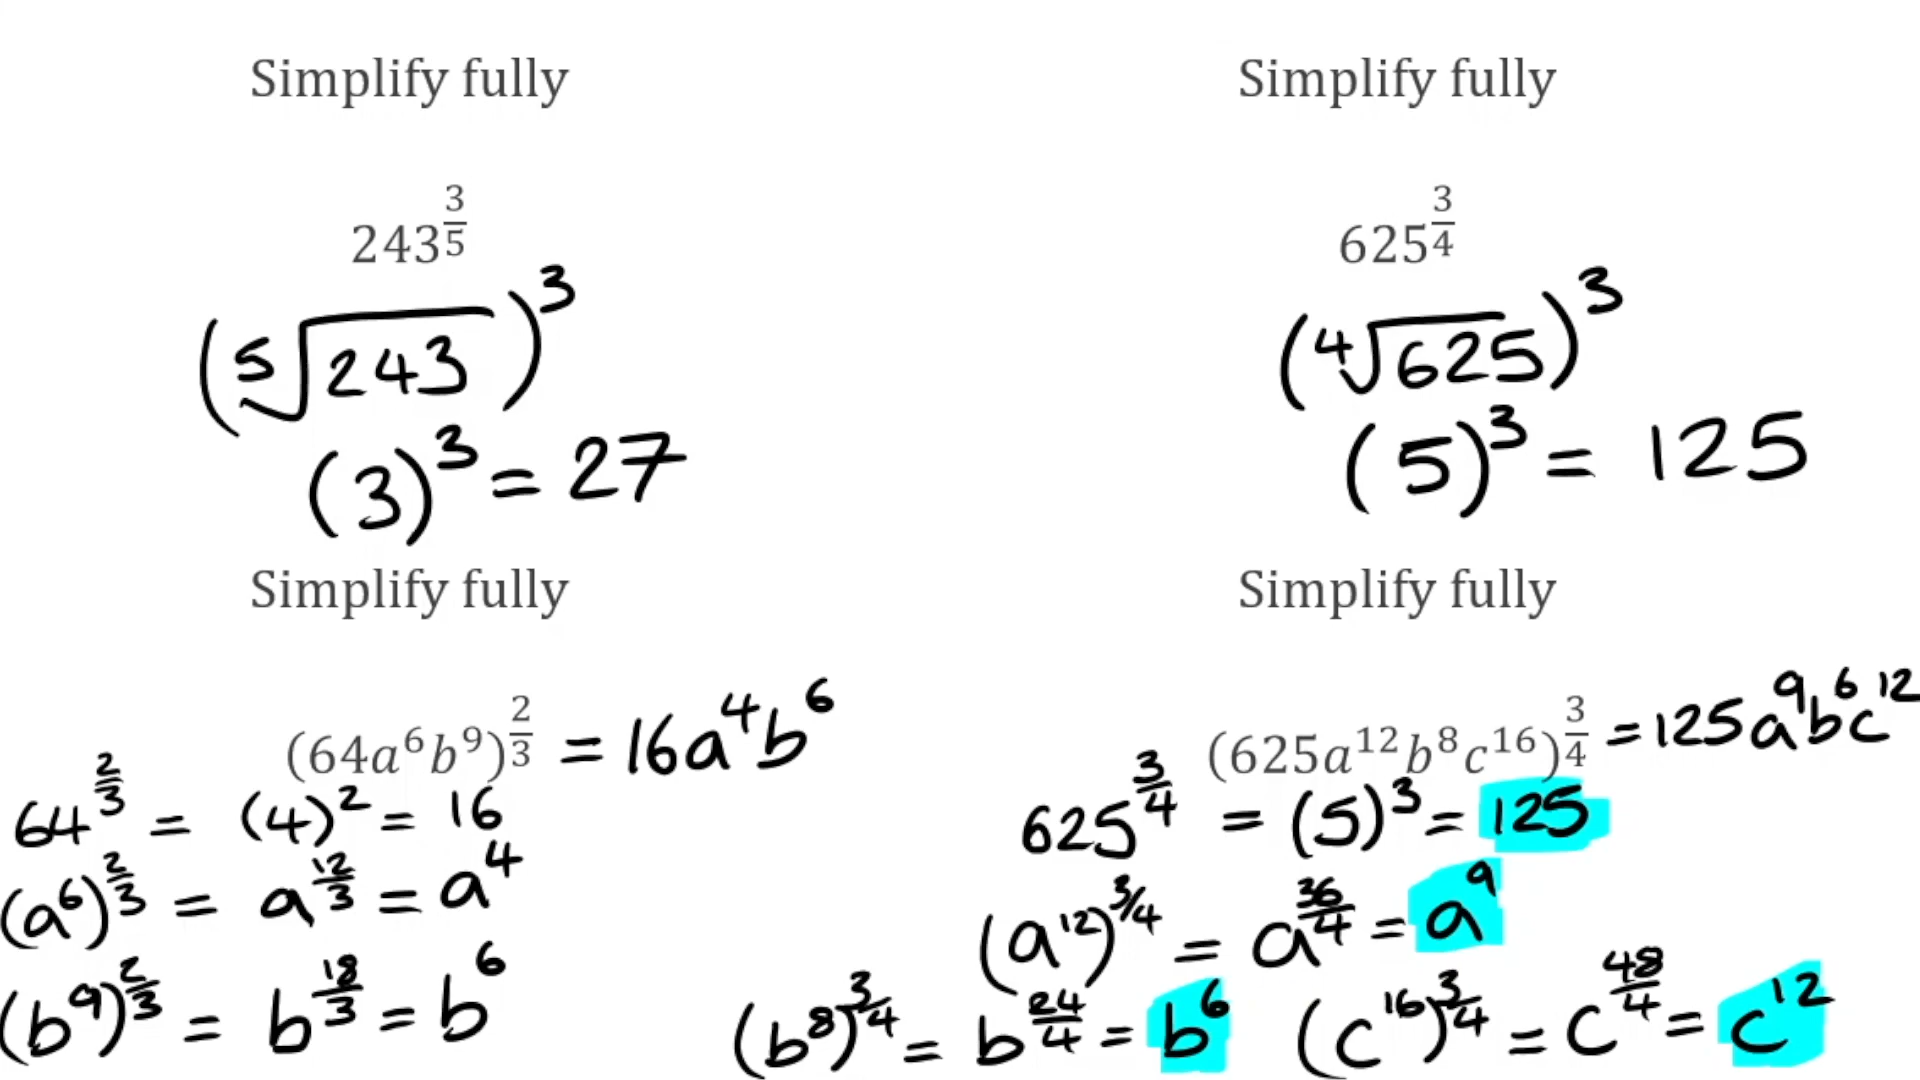 Simplify fully
243^{3/5}
(⁵√243)³
(3)³ = 27
Simplify fully
625^{3/4}
(⁴√625)³
(5)³ = 125
Simplify fully
(64a⁶b⁹)^{2/3} = 16a⁴b⁶
64^{2/3} = (4)² = 16
(a⁶)^{2/3} = a^{12/3} = a⁴
(b⁹)^{2/3} = b^{18/3} = b⁶
Simplify fully
(625a¹²b⁸c¹⁶)^{3/4} = 125a⁹b⁶c¹²
625^{3/4} = (5)³ = 125
(a¹²)^{3/4} = a^{36/4} = a⁹
(b⁸)^{3/4} = b^{24/4} = b⁶
(c¹⁶)^{3/4} = c^{48/4} = c¹²